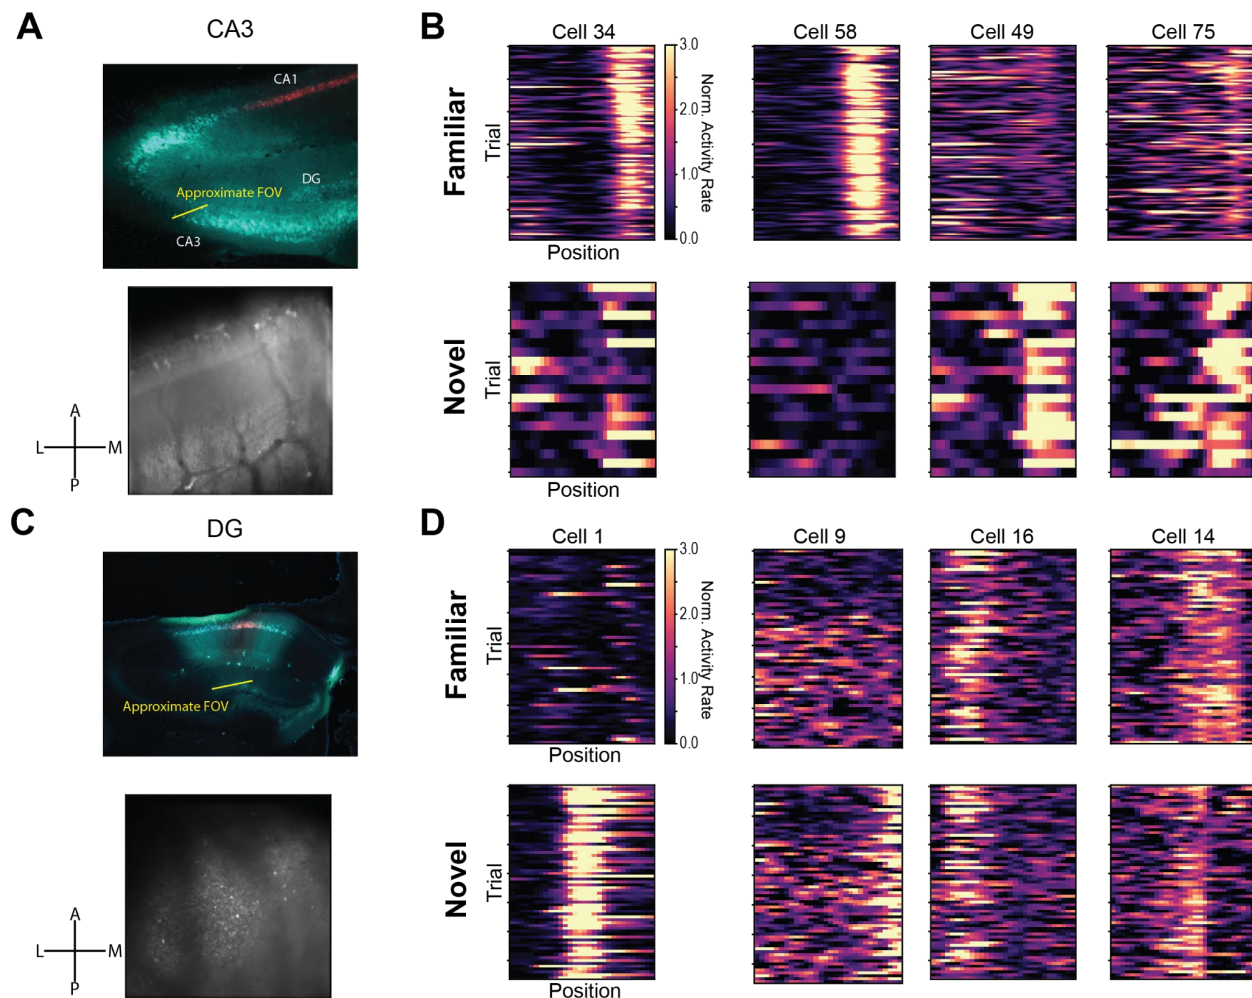 A
CA3
CA1
DG
Approximate FOV
CA3
A
L
M
P
B
Cell 34
Cell 58
Cell 49
Cell 75
Familiar
Trial
Position
3.0
2.0
1.0
0.0
Norm. Activity Rate
Novel
Trial
Position
C
DG
Approximate FOV
A
L
M
P
D
Cell 1
Cell 9
Cell 16
Cell 14
Familiar
Trial
Position
3.0
2.0
1.0
0.0
Norm. Activity Rate
Novel
Trial
Position